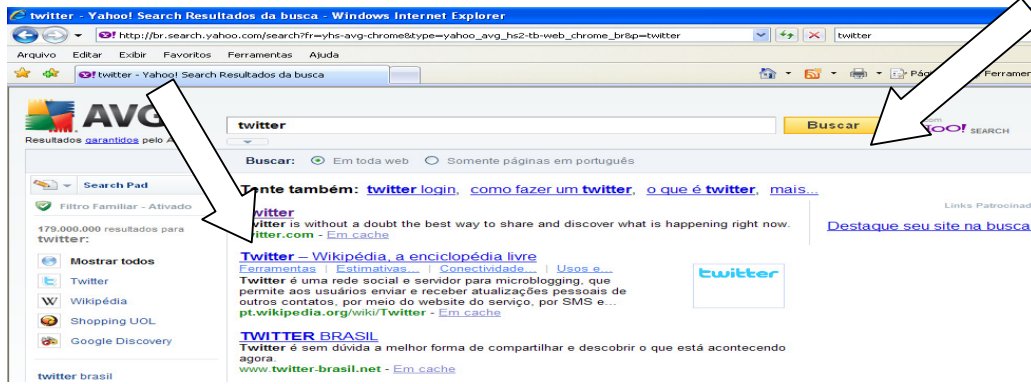 twitter - Yahoo! Search Resultados da busca - Windows Internet Explorer
http://br.search.yahoo.com/search?fr=yhs-avg-chrome&type=yahoo_avg_hs2-tb-web_chrome_br&p=twitter twitter
Arquivo Editar Exibir Favoritos Ferramentas Ajuda
twitter - Yahoo! Search Resultados da busca
AVG
twitter Buscar
SEARCH
Resultados garantidos pelo
Buscar: Em toda web Somente páginas em português
Search Pad
Tente também: twitter login, como fazer um twitter, o que é twitter, mais...
Filtro Familiar - Ativado
179.000.000 resultados para
twitter:
Mostrar todos
Twitter
Wikipédia
Shopping UOL
Google Discovery
twitter brasil
Twitter
Twitter is without a doubt the best way to share and discover what is happening right now.
twitter.com - Em cache
Twitter – Wikipédia, a enciclopédia livre
Ferramentas | Estimativas... | Conectividade... | Usos e...
Twitter é uma rede social e servidor para microblogging, que
permite aos usuários enviar e receber atualizações pessoais de
outros contatos, por meio do website do serviço, por SMS e...
pt.wikipedia.org/wiki/Twitter - Em cache
twitter
TWITTER BRASIL
Twitter é sem dúvida a melhor forma de compartilhar e descobrir o que está acontecendo
agora.
www.twitter-brasil.net - Em cache
Links Patrocinad
Destaque seu site na busca